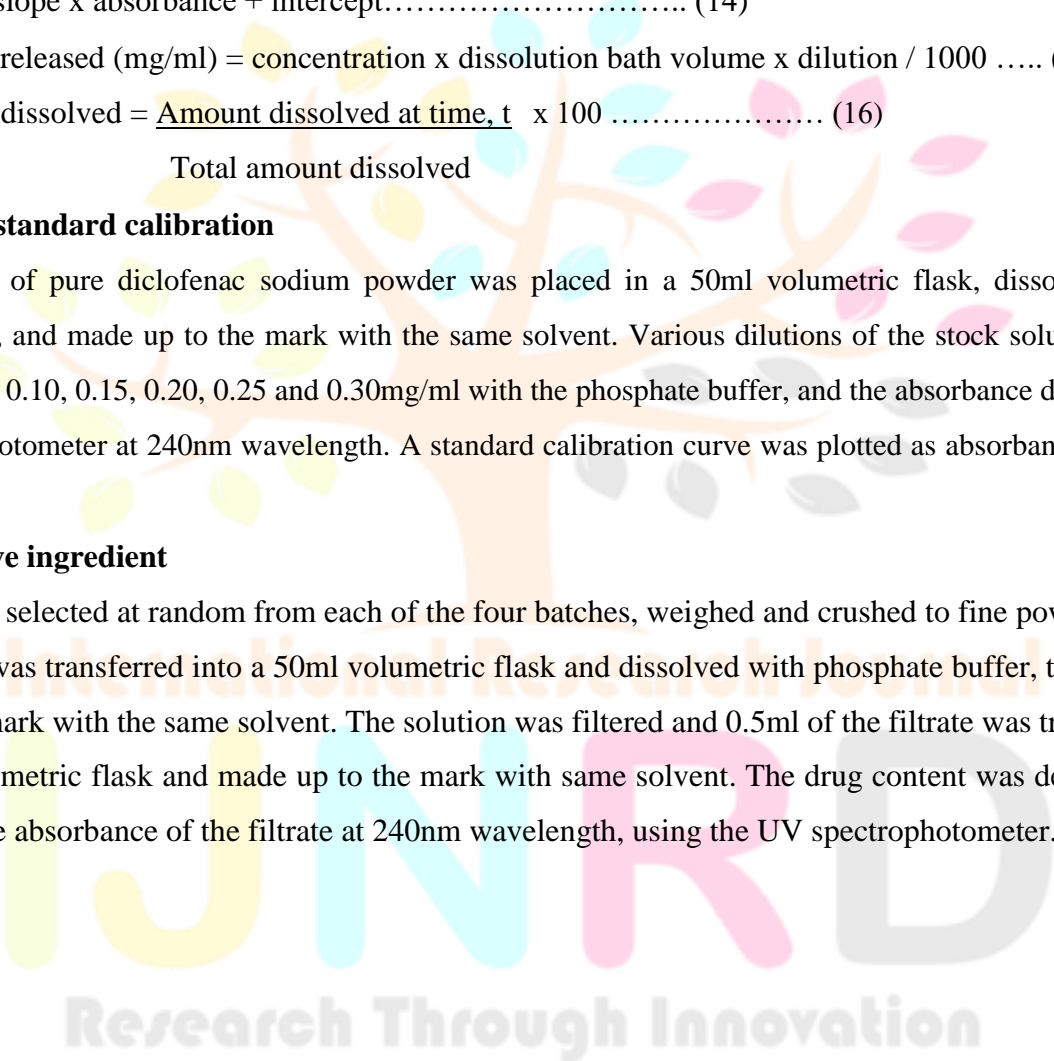 slope x absorbance + intercept……………………….. (14)
released (mg/ml) = concentration x dissolution bath volume x dilution / 1000 ….. (
dissolved = Amount dissolved at time, t x 100 ………………… (16)
Total amount dissolved
standard calibration
of pure diclofenac sodium powder was placed in a 50ml volumetric flask, disso
, and made up to the mark with the same solvent. Various dilutions of the stock solu
0.10, 0.15, 0.20, 0.25 and 0.30mg/ml with the phosphate buffer, and the absorbance d
otometer at 240nm wavelength. A standard calibration curve was plotted as absorban
ve ingredient
selected at random from each of the four batches, weighed and crushed to fine pow
was transferred into a 50ml volumetric flask and dissolved with phosphate buffer, t
mark with the same solvent. The solution was filtered and 0.5ml of the filtrate was tr
metric flask and made up to the mark with same solvent. The drug content was de
e absorbance of the filtrate at 240nm wavelength, using the UV spectrophotometer.
International Research Journal
IJNRD
Research Through Innovation